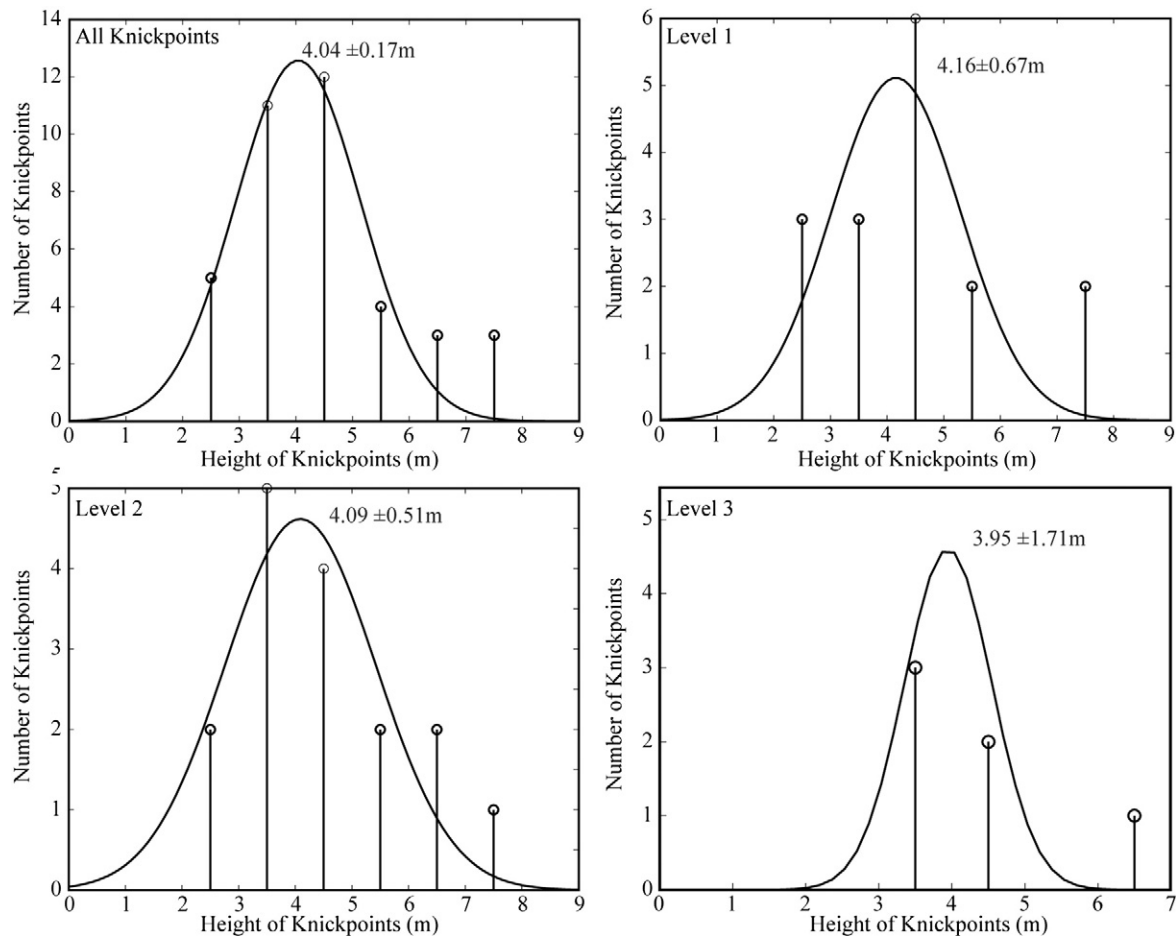 All Knickpoints
4.04 ±0.17m
14
12
10
8
6
4
2
0
Number of Knickpoints
0 1 2 3 4 5 6 7 8 9
Height of Knickpoints (m)
Level 1
4.16±0.67m
6
5
4
3
2
1
0
Number of Knickpoints
0 1 2 3 4 5 6 7 8 9
Height of Knickpoints (m)
Level 2
4.09 ±0.51m
5
4
3
2
1
0
Number of Knickpoints
0 1 2 3 4 5 6 7 8 9
Height of Knickpoints (m)
Level 3
3.95 ±1.71m
5
4
3
2
1
0
Number of Knickpoints
0 1 2 3 4 5 6 7
Height of Knickpoints (m)